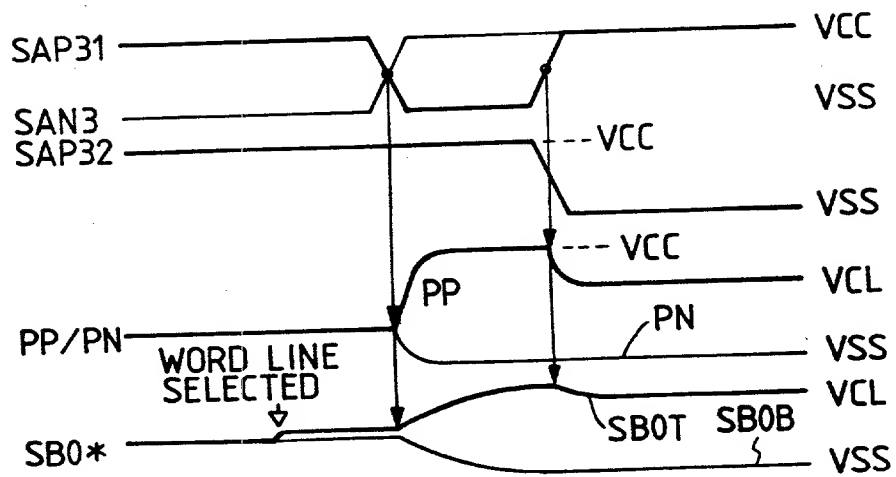 SAP31
VCC
SAN3
VSS
SAP32
---VCC
VSS
---VCC
PP
VCL
PN
PP/PN
VSS
WORD LINE
SELECTED
VCL
SB0T
SB0B
SB0*
VSS